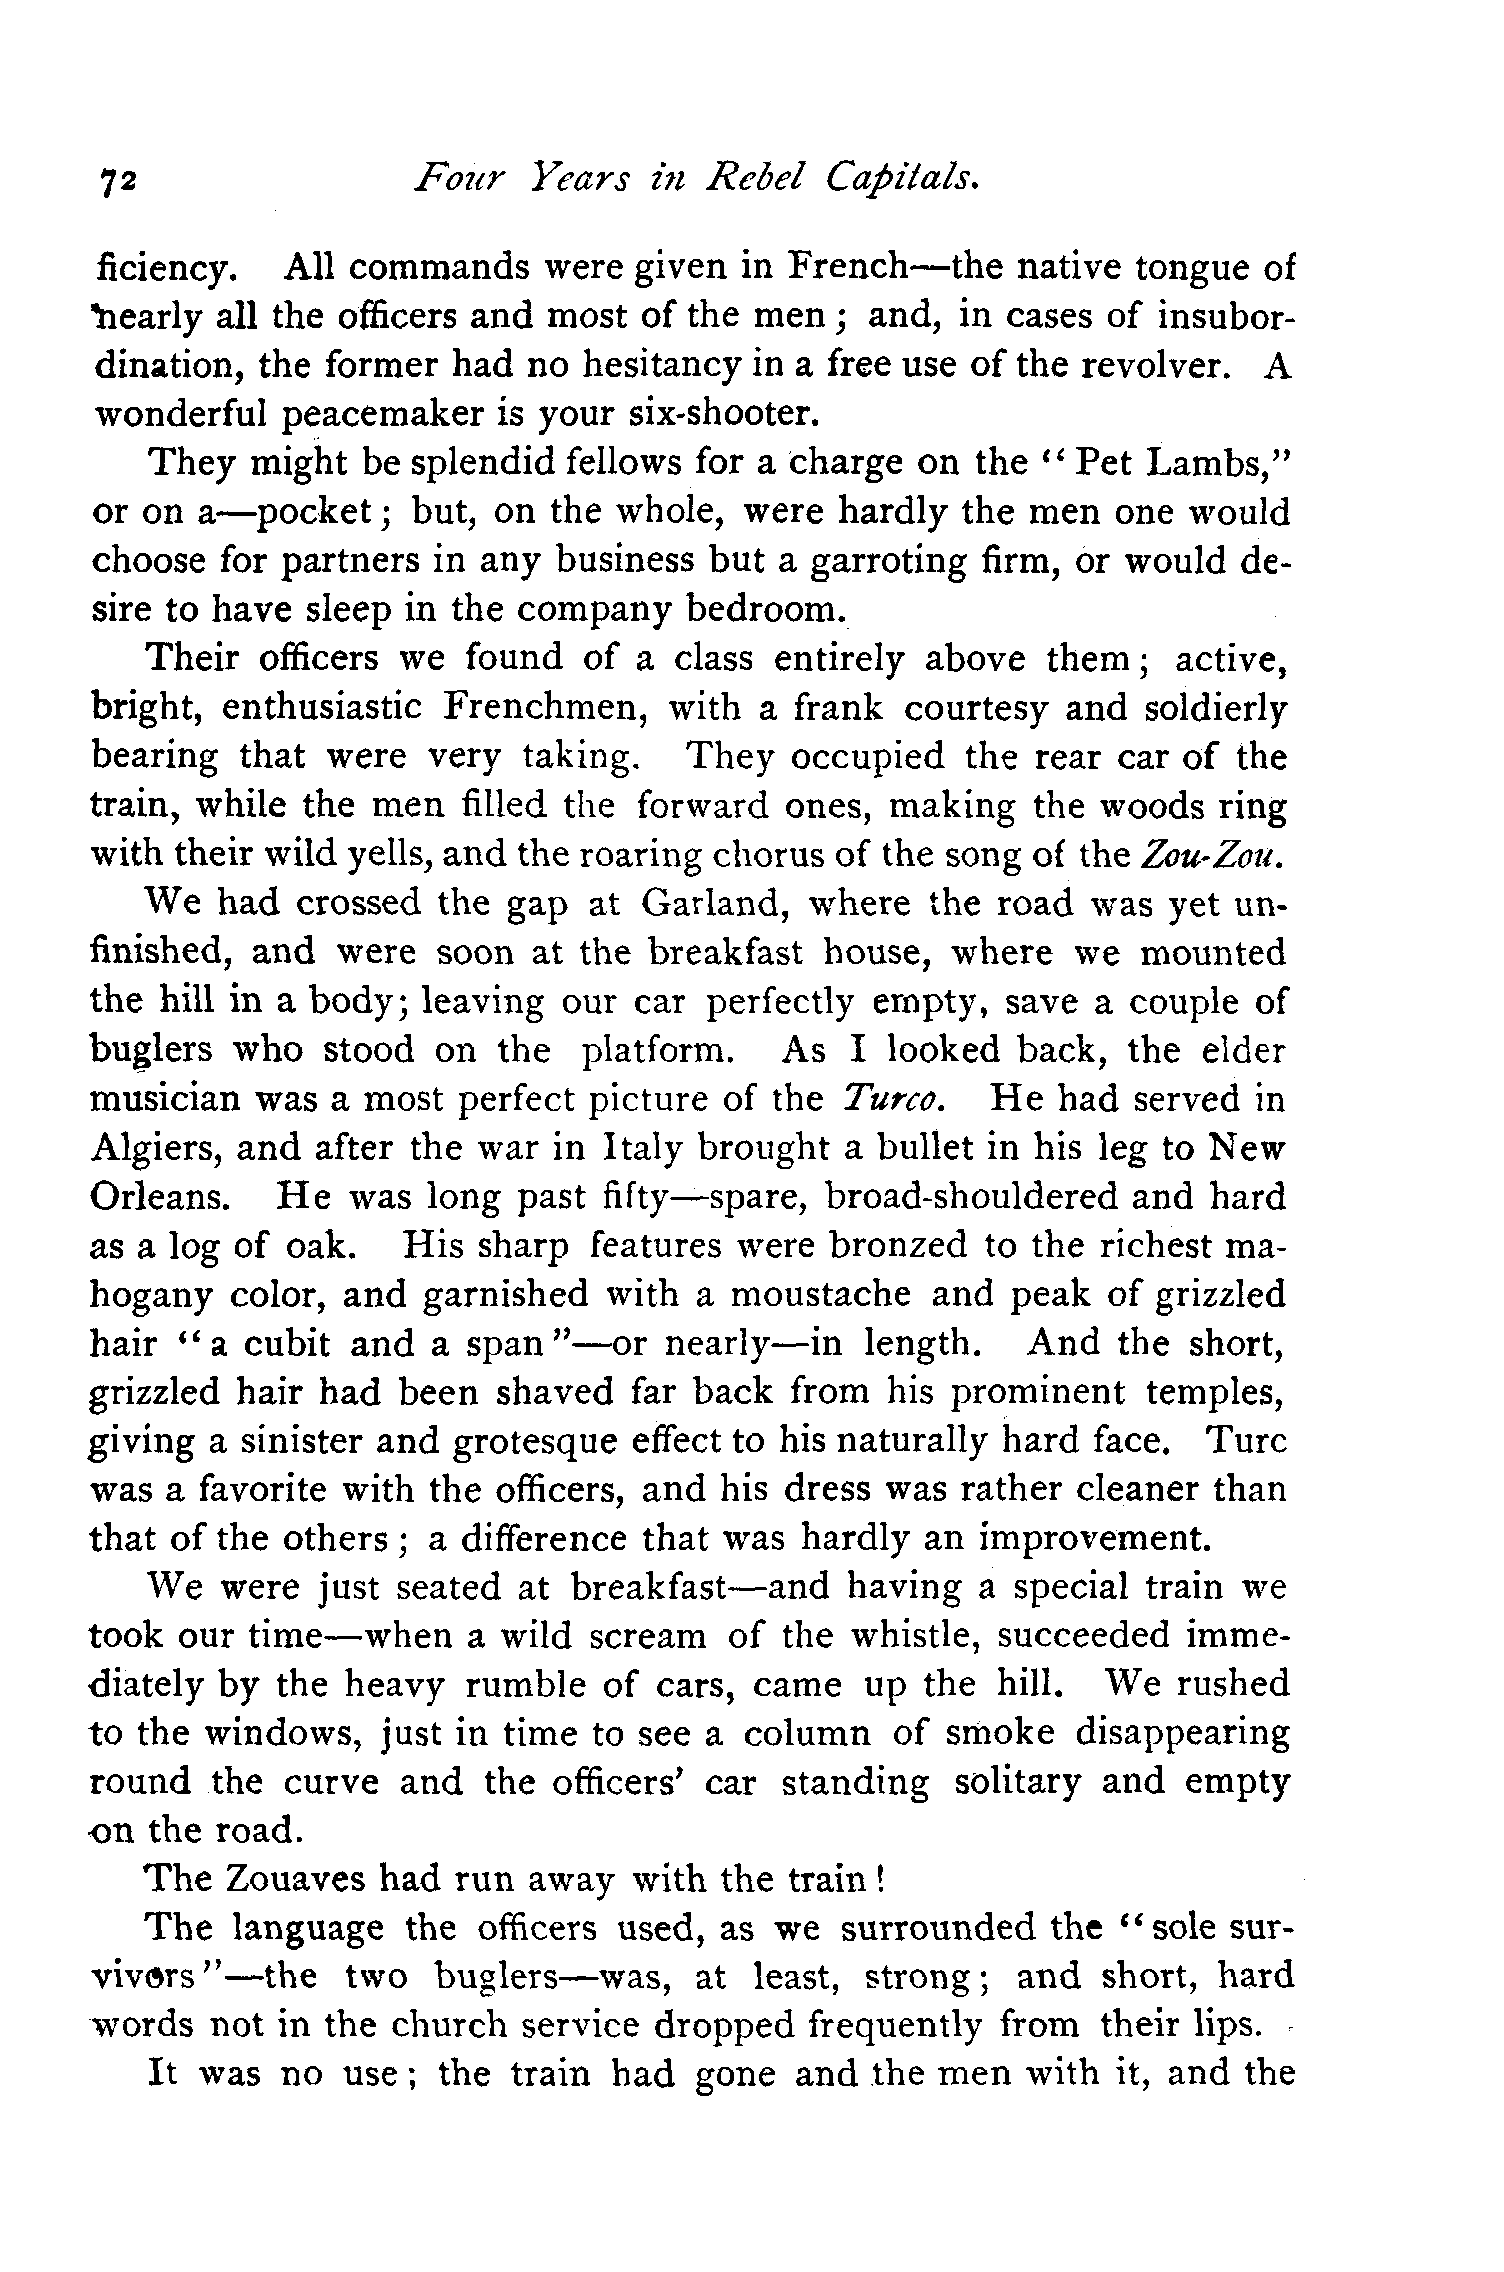 72 Four Years in Rebel Capitals.
ficiency. All commands were given in French—the native tongue of
nearly all the officers and most of the men; and, in cases of insubor-
dination, the former had no hesitancy in a free use of the revolver. A
wonderful peacemaker is your six-shooter.
They might be splendid fellows for a charge on the "Pet Lambs,"
or on a—pocket; but, on the whole, were hardly the men one would
choose for partners in any business but a garroting firm, or would de-
sire to have sleep in the company bedroom.
Their officers we found of a class entirely above them; active,
bright, enthusiastic Frenchmen, with a frank courtesy and soldierly
bearing that were very taking. They occupied the rear car of the
train, while the men filled the forward ones, making the woods ring
with their wild yells, and the roaring chorus of the song of the Zou-Zou.
We had crossed the gap at Garland, where the road was yet un-
finished, and were soon at the breakfast house, where we mounted
the hill in a body; leaving our car perfectly empty, save a couple of
buglers who stood on the platform. As I looked back, the elder
musician was a most perfect picture of the Turco. He had served in
Algiers, and after the war in Italy brought a bullet in his leg to New
Orleans. He was long past fifty—spare, broad-shouldered and hard
as a log of oak. His sharp features were bronzed to the richest ma-
hogany color, and garnished with a moustache and peak of grizzled
hair "a cubit and a span"—or nearly—in length. And the short,
grizzled hair had been shaved far back from his prominent temples,
giving a sinister and grotesque effect to his naturally hard face. Turc
was a favorite with the officers, and his dress was rather cleaner than
that of the others; a difference that was hardly an improvement.
We were just seated at breakfast—and having a special train we
took our time—when a wild scream of the whistle, succeeded imme-
diately by the heavy rumble of cars, came up the hill. We rushed
to the windows, just in time to see a column of smoke disappearing
round the curve and the officers' car standing solitary and empty
on the road.
The Zouaves had run away with the train!
The language the officers used, as we surrounded the "sole sur-
vivors"—the two buglers—was, at least, strong; and short, hard
words not in the church service dropped frequently from their lips.
It was no use; the train had gone and the men with it, and the